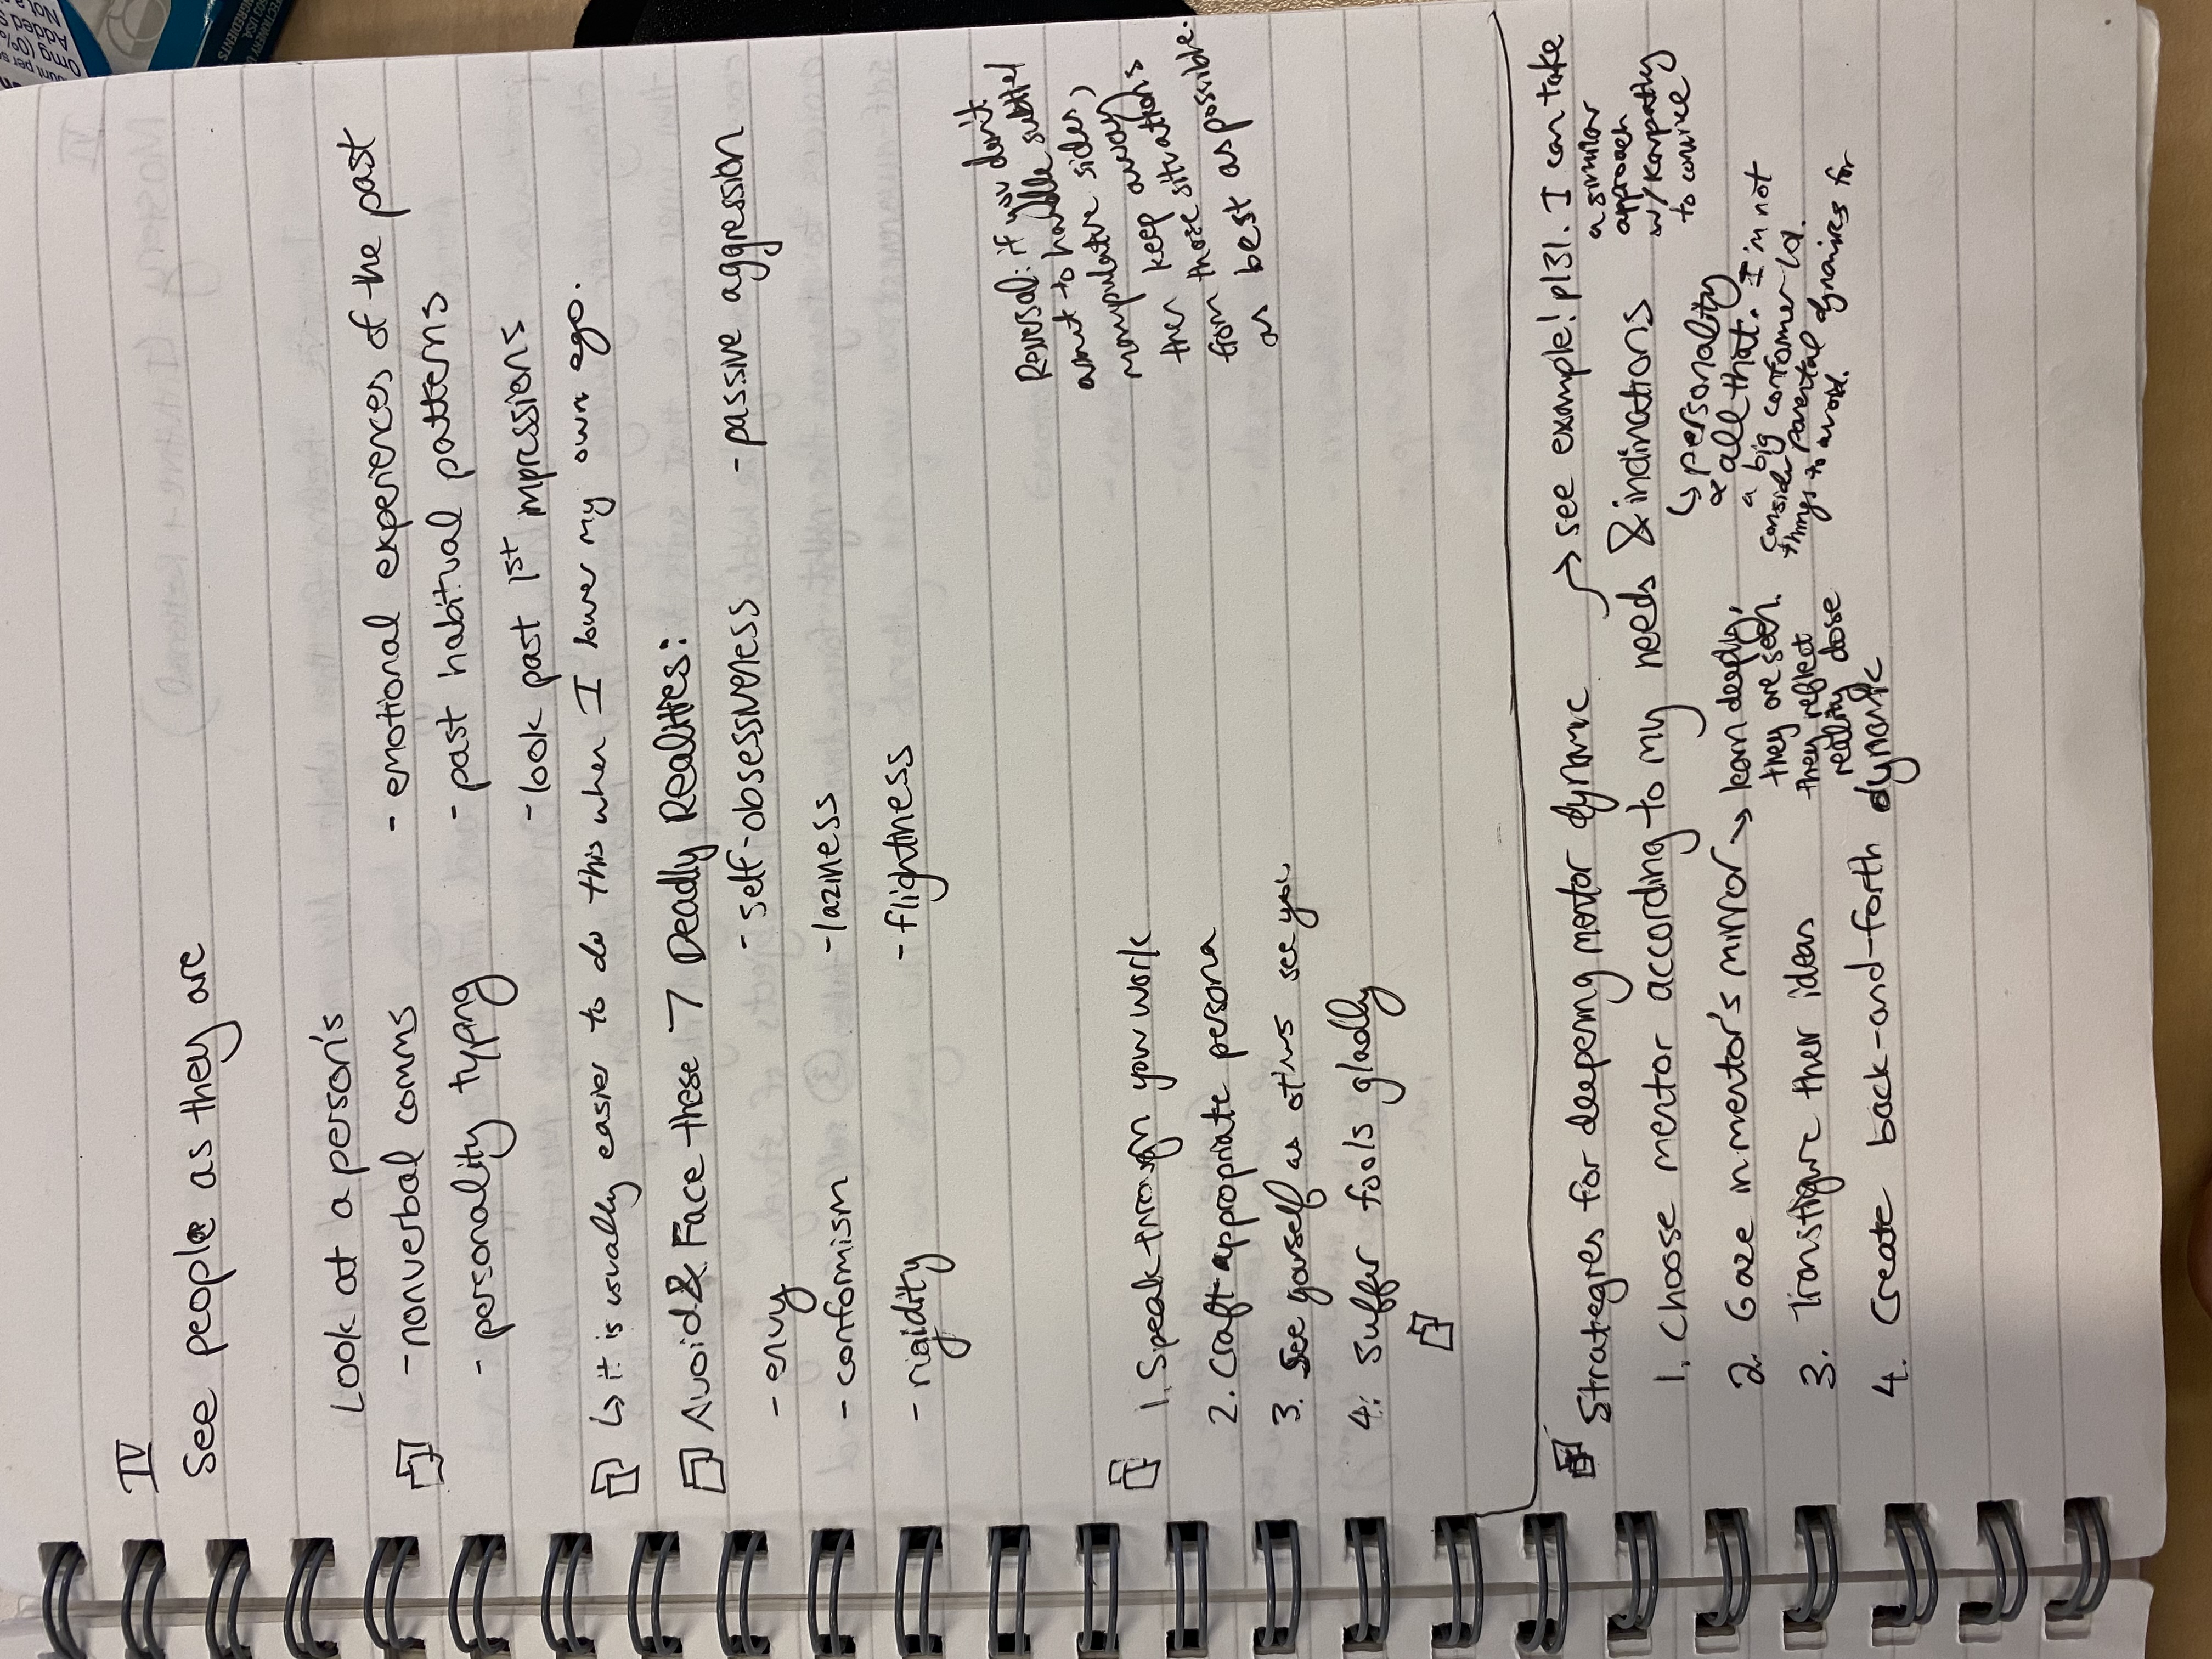 IV
See people as they are
Look at a person's
- nonverbal comms
- personality typing
- emotional experiences of the past
- past habitual patterns
- look past 1st impressions
↳ it is usually easier to do this when I lower my own ego.
Avoid & Face these 7 Deadly Realities:
- envy
- conformism
- rigidity
- self-obsessiveness
- laziness
- flightness
- passive aggression
Reversal: if you don't
want to handle subtle/
manipulative sides,
then keep away
from those situations
as best as possible.
1. Speak through your work
2. Craft appropriate persona
3. See yourself as others see you
4. Suffer fools gladly
Strategies for deepening mentor dynamic
→ see example! p131. I can take
a similar
approach
w/ Karpathy
to
1. Choose mentor according to my needs & inclinations
↳ personality
& all that. I'm not
a big conformer lol.
consider parental dynamics for
things to avoid.
2. Gaze in mentor's mirror → learn deeply,
they are seen.
they reflect
reality dose
3. Transfigure their ideas
4. Create back-and-forth dynamic
Added
INGREDIENTS
USA